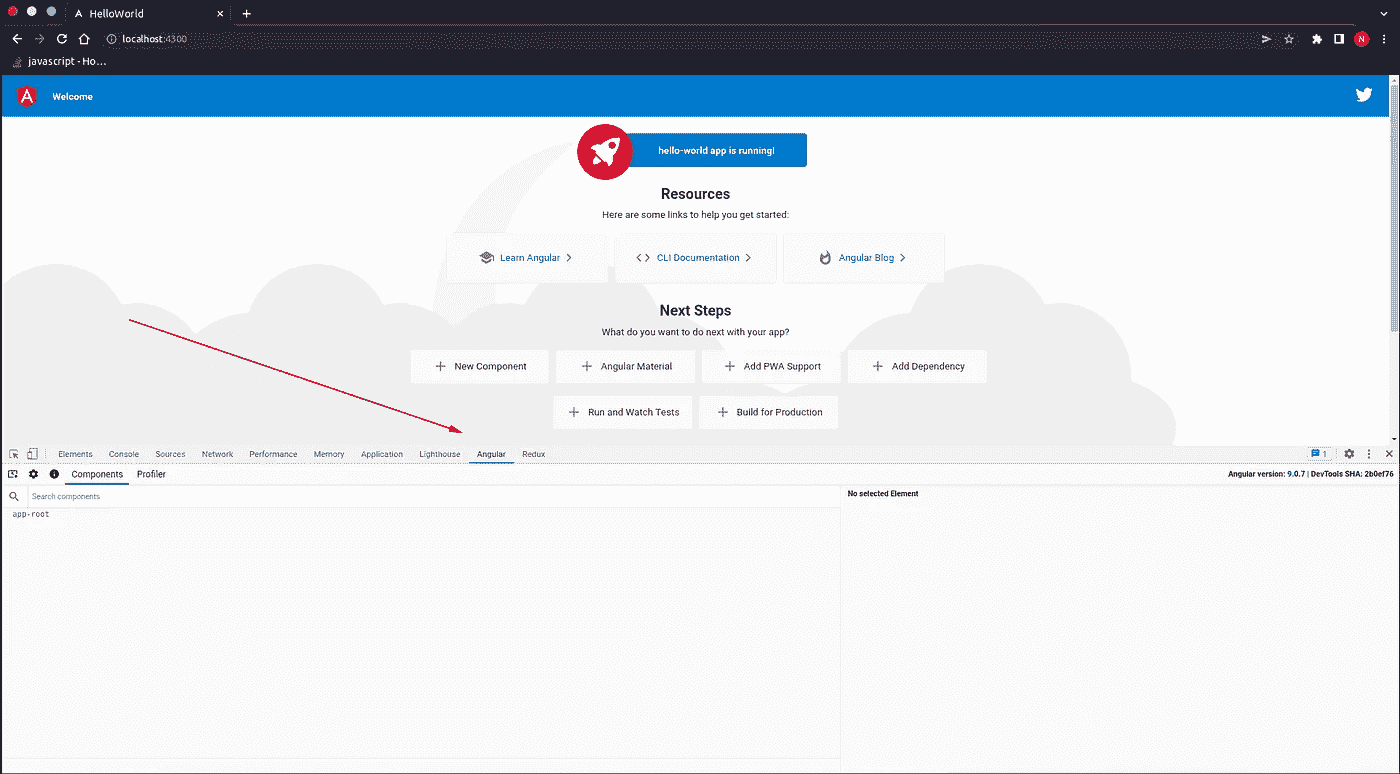 HelloWorld
localhost:4300
N
javascript - Ho...
Welcome
hello-world app is running!
Resources
Here are some links to help you get started:
Learn Angular
CLI Documentation
Angular Blog
Next Steps
What do you want to do next with your app?
New Component
Angular Material
Add PWA Support
Add Dependency
Run and Watch Tests
Build for Production
Elements Console Sources Network Performance Memory Application Lighthouse Angular Redux 1
Components Profiler Angular version: 9.0.7 | DevTools SHA: 2b0ef76
Search components
No selected Element
app-root